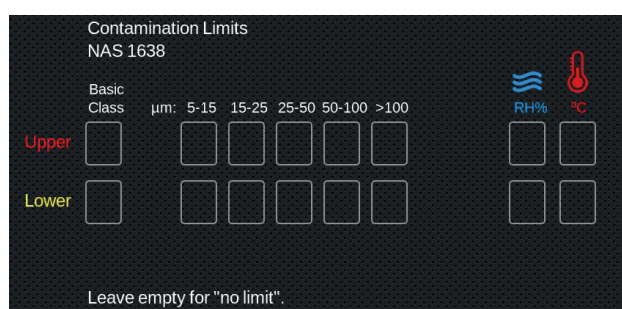 Contamination Limits
NAS 1638
Basic
Class µm: 5-15 15-25 25-50 50-100 >100 RH% ºC
Upper
Lower
Leave empty for "no limit".